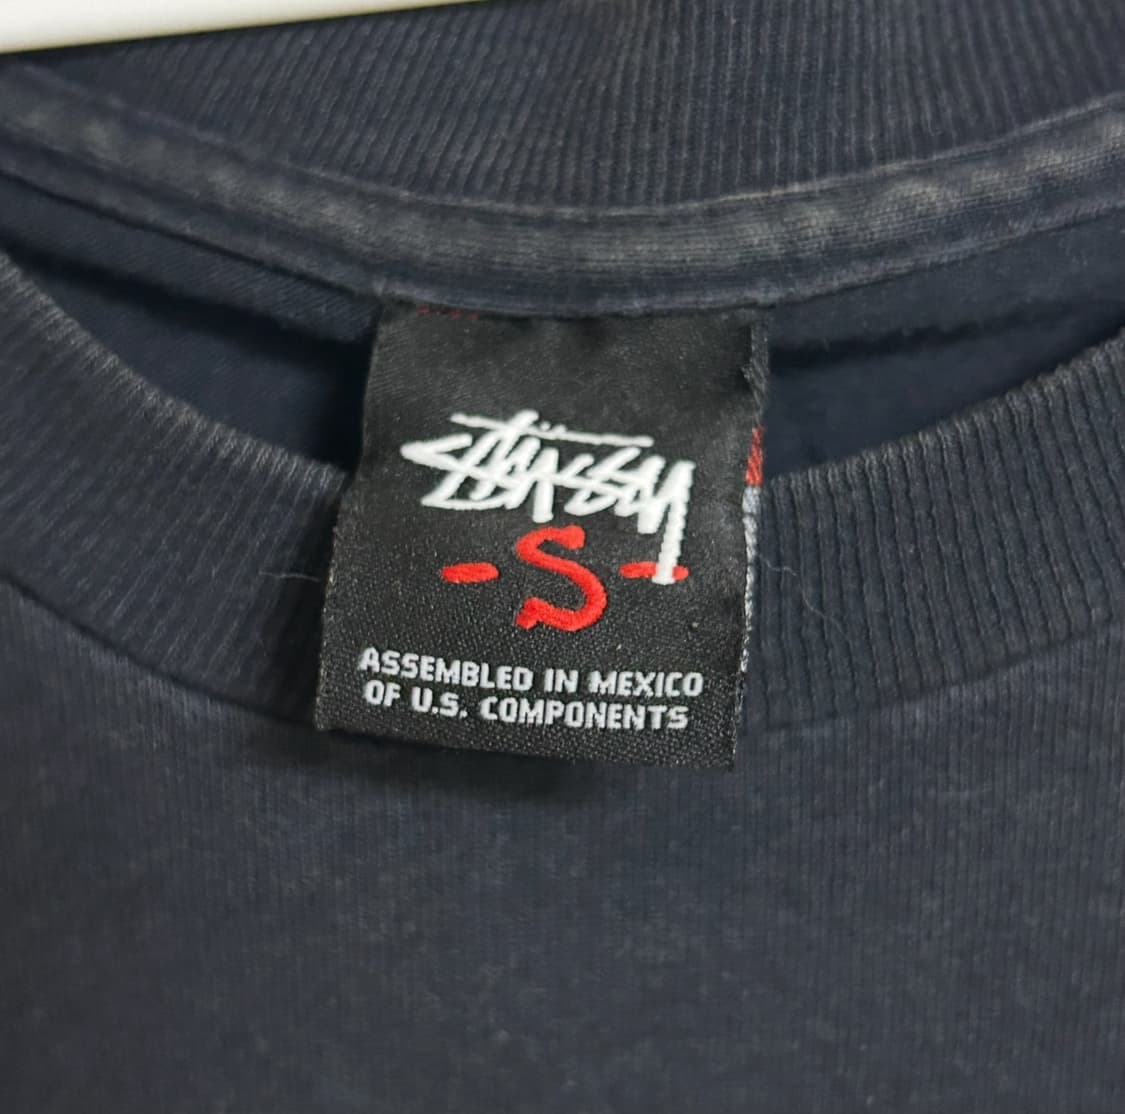 Stüssy
-S-
ASSEMBLED IN MEXICO
OF U.S. COMPONENTS